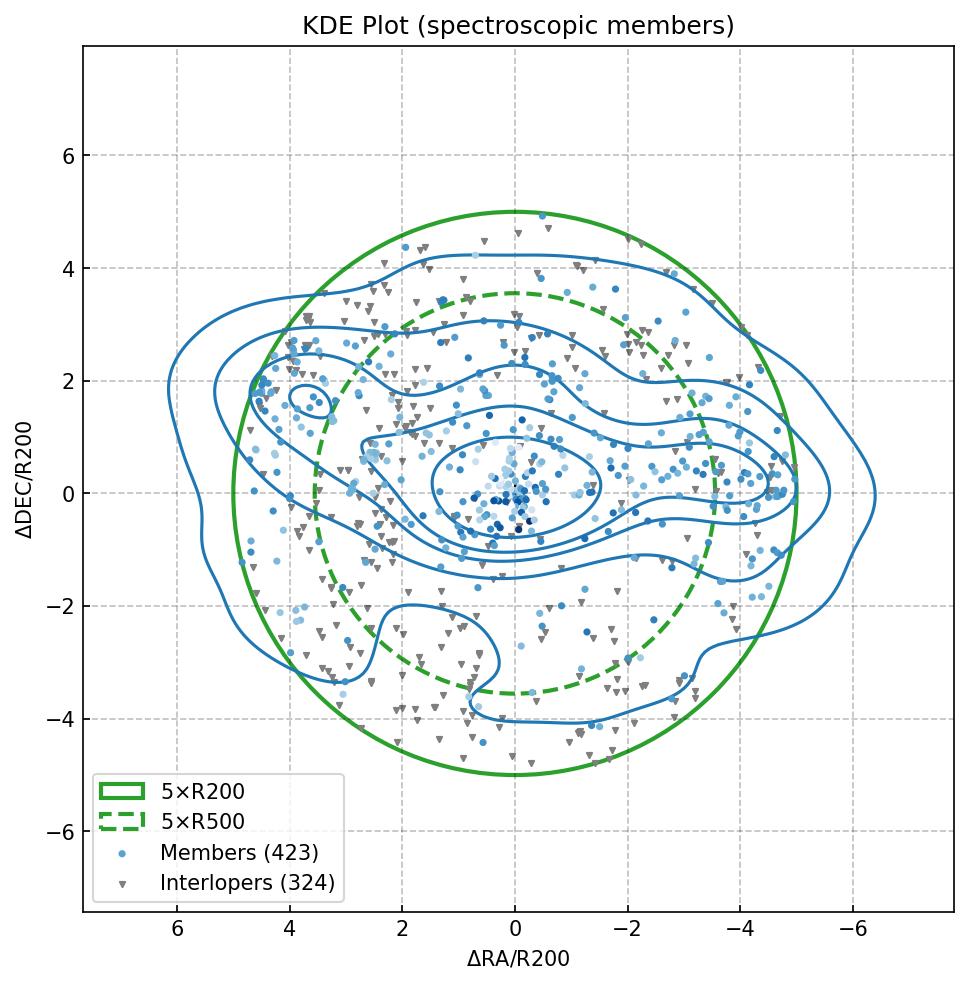 KDE Plot (spectroscopic members)
6
4
2
0
−2
−4
−6
ΔDEC/R200
5×R200
5×R500
Members (423)
Interlopers (324)
6
4
2
0
−2
−4
−6
ΔRA/R200